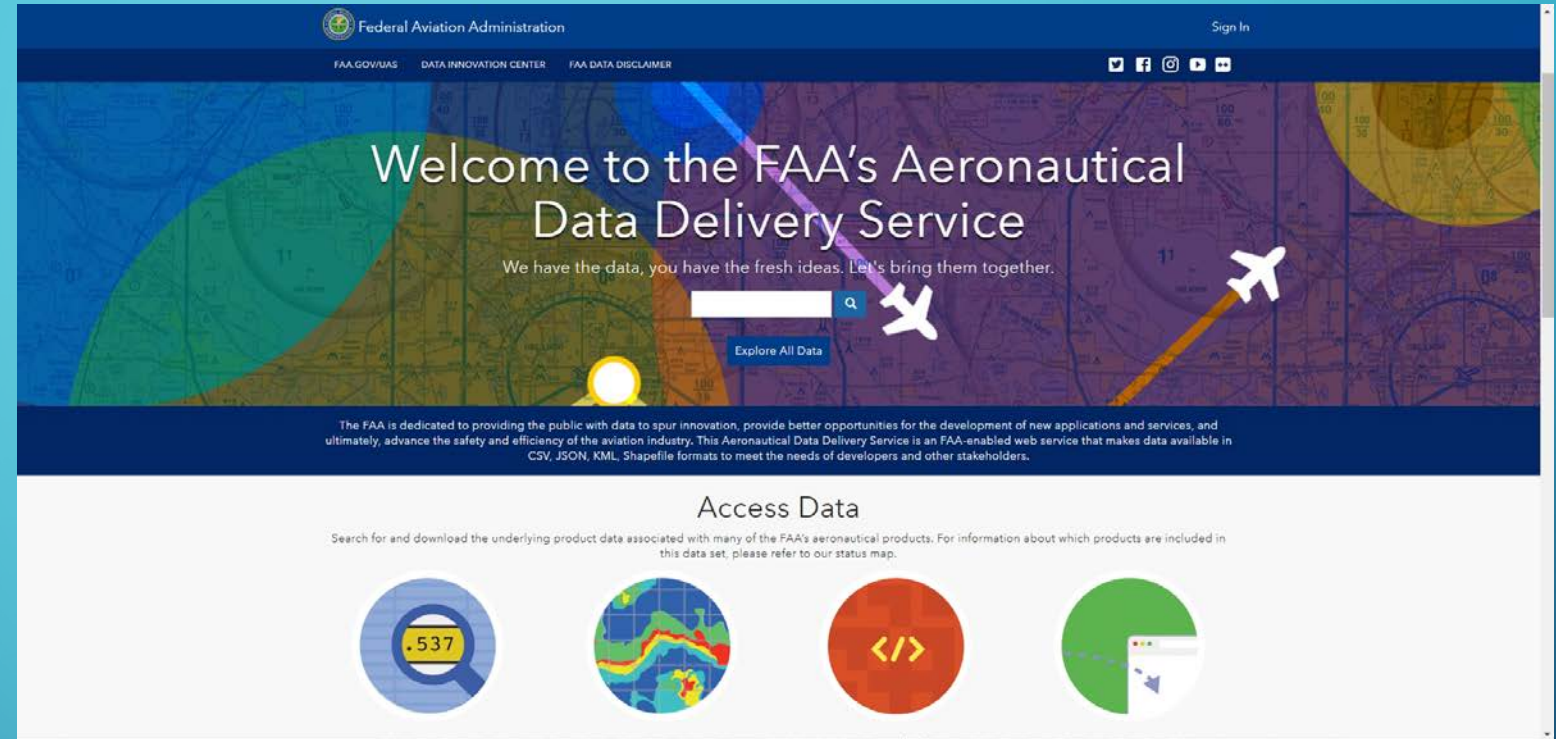 Federal Aviation Administration
Sign In
FAA.GOV/UAS DATA INNOVATION CENTER FAA DATA DISCLAIMER
Welcome to the FAA's Aeronautical
Data Delivery Service
We have the data, you have the fresh ideas. Let's bring them together.
Explore All Data
The FAA is dedicated to providing the public with data to spur innovation, provide better opportunities for the development of new applications and services, and
ultimately, advance the safety and efficiency of the aviation industry. This Aeronautical Data Delivery Service is an FAA-enabled web service that makes data available in
CSV, JSON, KML, Shapefile formats to meet the needs of developers and other stakeholders.
Access Data
Search for and download the underlying product data associated with many of the FAA's aeronautical products. For information about which products are included in
this data set, please refer to our status map.
.537
</>